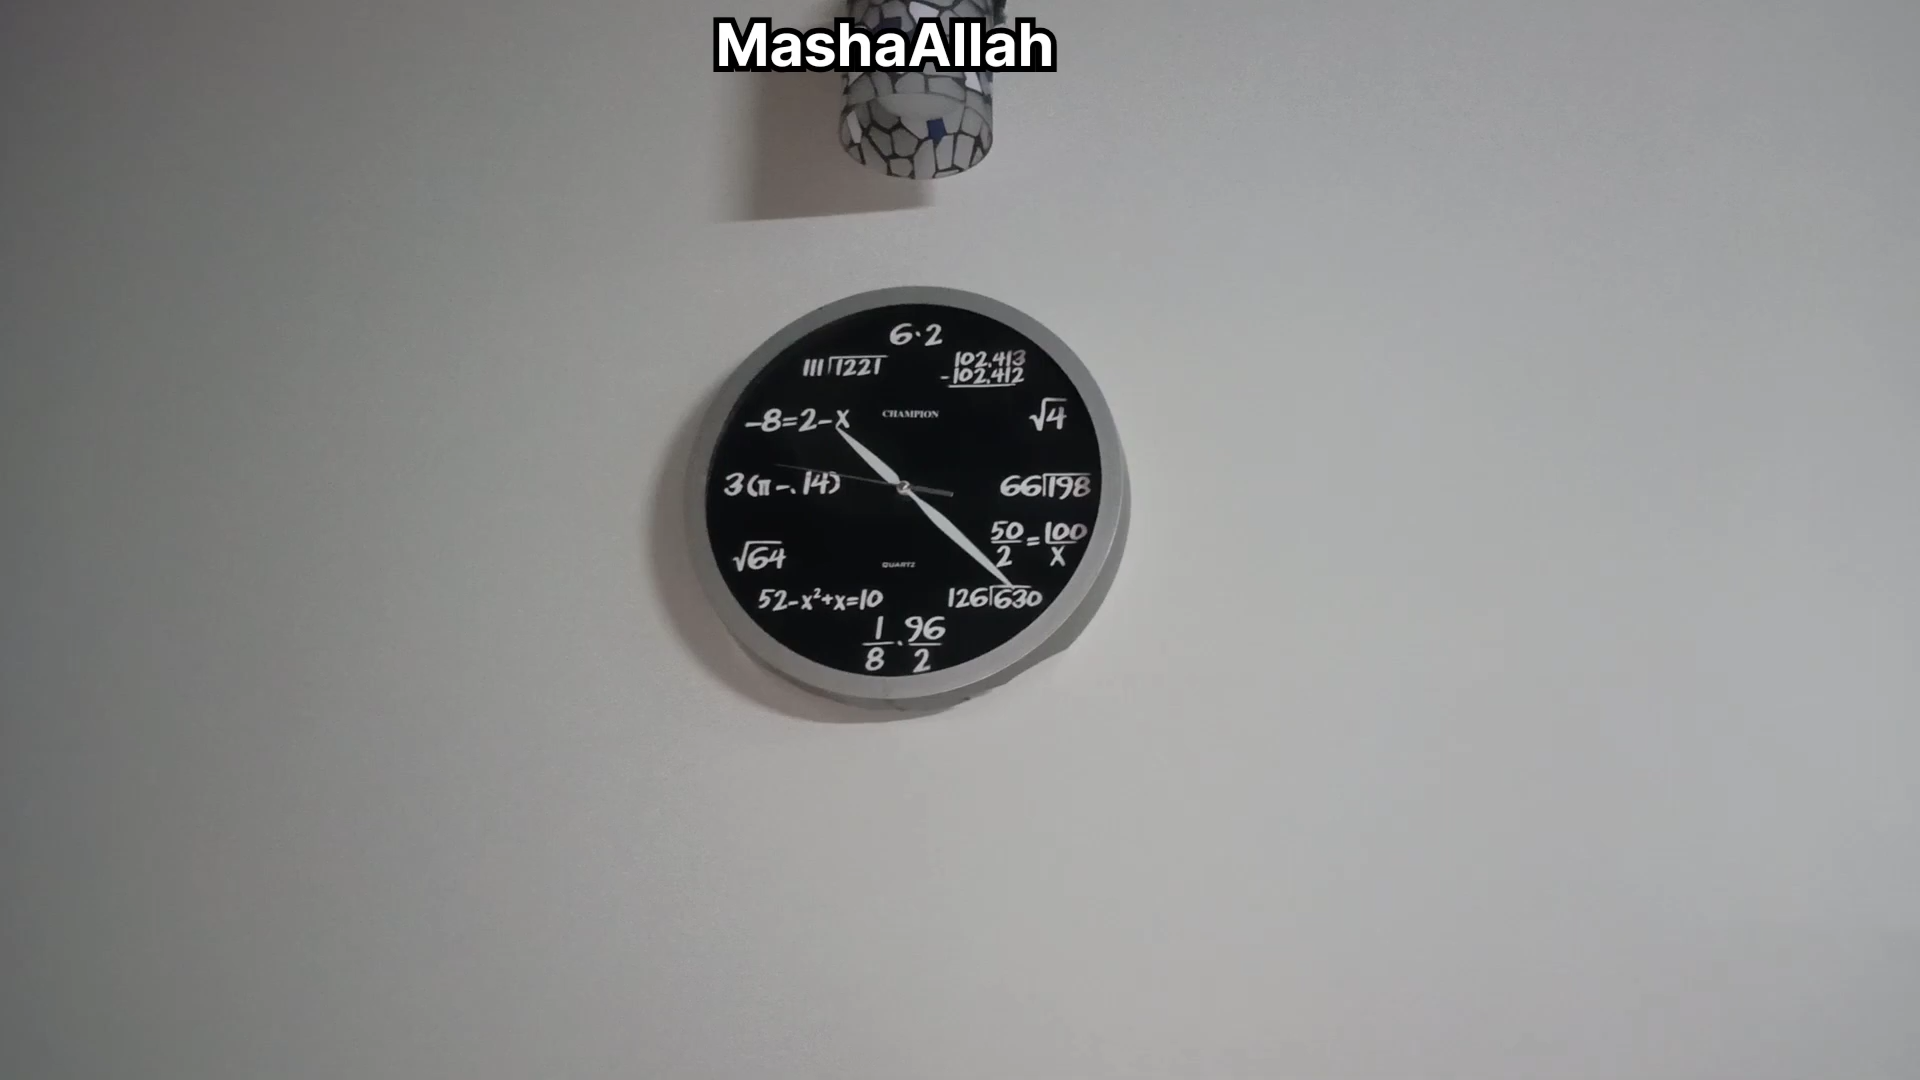 MashaAllah
6·2
111⟌1221
102,413
-102,412
-8=2-x
CHAMPION
√4
3(π-.14)
66⟌198
50/2=100/x
√64
QUARTZ
52-x²+x=10
126⟌630
1/8·96/2